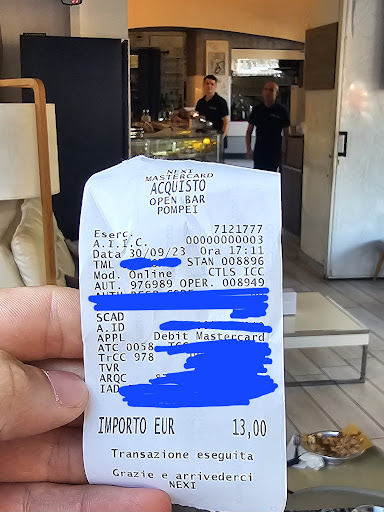 NEXI
MASTERCARD
ACQUISTO
OPEN BAR
POMPEI
Eserc. 7121777
A.I.I.C. 00000000003
Data 30/09/23 Ora 17:11
TML STAN 008896
Mod. Online CTLS ICC
AUT. 976989 OPER. 008949
SCAD
A.ID
APPL Debit Mastercard
ATC 0058
TrCC 978
TVR
ARQC
IAD
IMPORTO EUR 13,00
Transazione eseguita
Grazie e arrivederci
NEXI